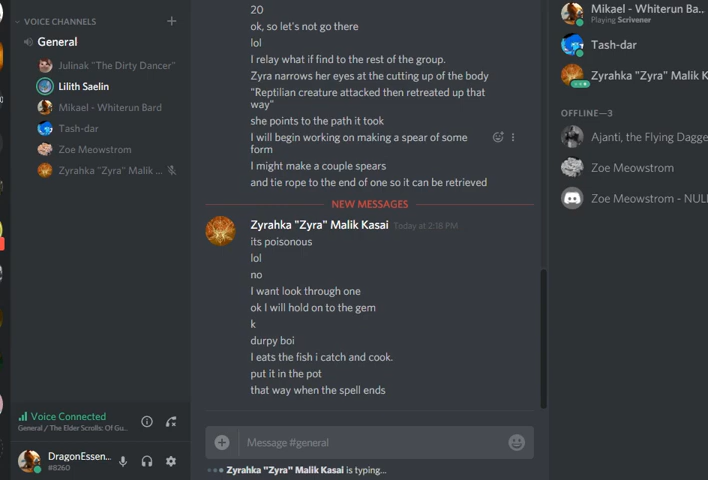 VOICE CHANNELS
General
Julinak "The Dirty Dancer"
Lilith Saelin
Mikael - Whiterun Bard
Tash-dar
Zoe Meowstrom
Zyrahka "Zyra" Malik ...
Voice Connected
General / The Elder Scrolls: Of Gu...
DragonEssen...
#8260
20
ok, so let's not go there
lol
I relay what if find to the rest of the group.
Zyra narrows her eyes at the cutting up of the body
"Reptilian creature attacked then retreated up that
way"
she points to the path it took
I will begin working on making a spear of some
form
I might make a couple spears
and tie rope to the end of one so it can be retrieved
NEW MESSAGES
Zyrahka "Zyra" Malik Kasai Today at 2:18 PM
its poisonous
lol
no
I want look through one
ok I will hold on to the gem
k
durpy boi
I eats the fish i catch and cook.
put it in the pot
that way when the spell ends
Message #general
Zyrahka "Zyra" Malik Kasai is typing...
Mikael - Whiterun Ba..
Playing Scrivener
Tash-dar
Zyrahka "Zyra" Malik K
OFFLINE—3
Ajanti, the Flying Dagge
Zoe Meowstrom
Zoe Meowstrom - NUL